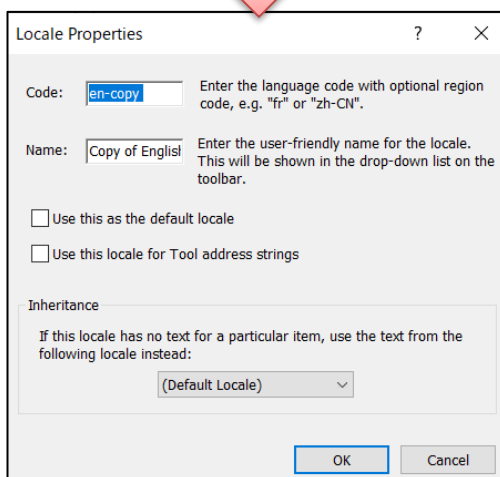 Locale Properties ?
Code: en-copy Enter the language code with optional region
code, e.g. "fr" or "zh-CN".
Name: Copy of English Enter the user-friendly name for the locale.
This will be shown in the drop-down list on the
toolbar.
Use this as the default locale
Use this locale for Tool address strings
Inheritance
If this locale has no text for a particular item, use the text from the
following locale instead:
(Default Locale)
OK Cancel